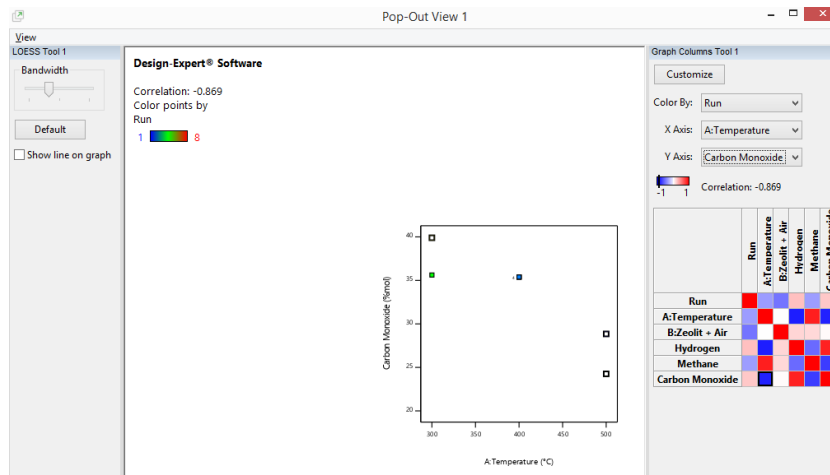 Pop-Out View 1
View
LOESS Tool 1
Bandwidth
Default
Show line on graph
Design-Expert® Software
Correlation: -0.869
Color points by
Run
1 8
40
35
30
25
20
Carbon Monoxide (%mol)
300 350 400 450 500
A:Temperature (°C)
Graph Columns Tool 1
Customize
Color By: Run
X Axis: A:Temperature
Y Axis: Carbon Monoxide
-1 1 Correlation: -0.869
Run
A:Temperature
B:Zeolit + Air
Hydrogen
Methane
Carbon Monoxide
Run
A:Temperature
B:Zeolit + Air
Hydrogen
Methane
Carbon Monoxide